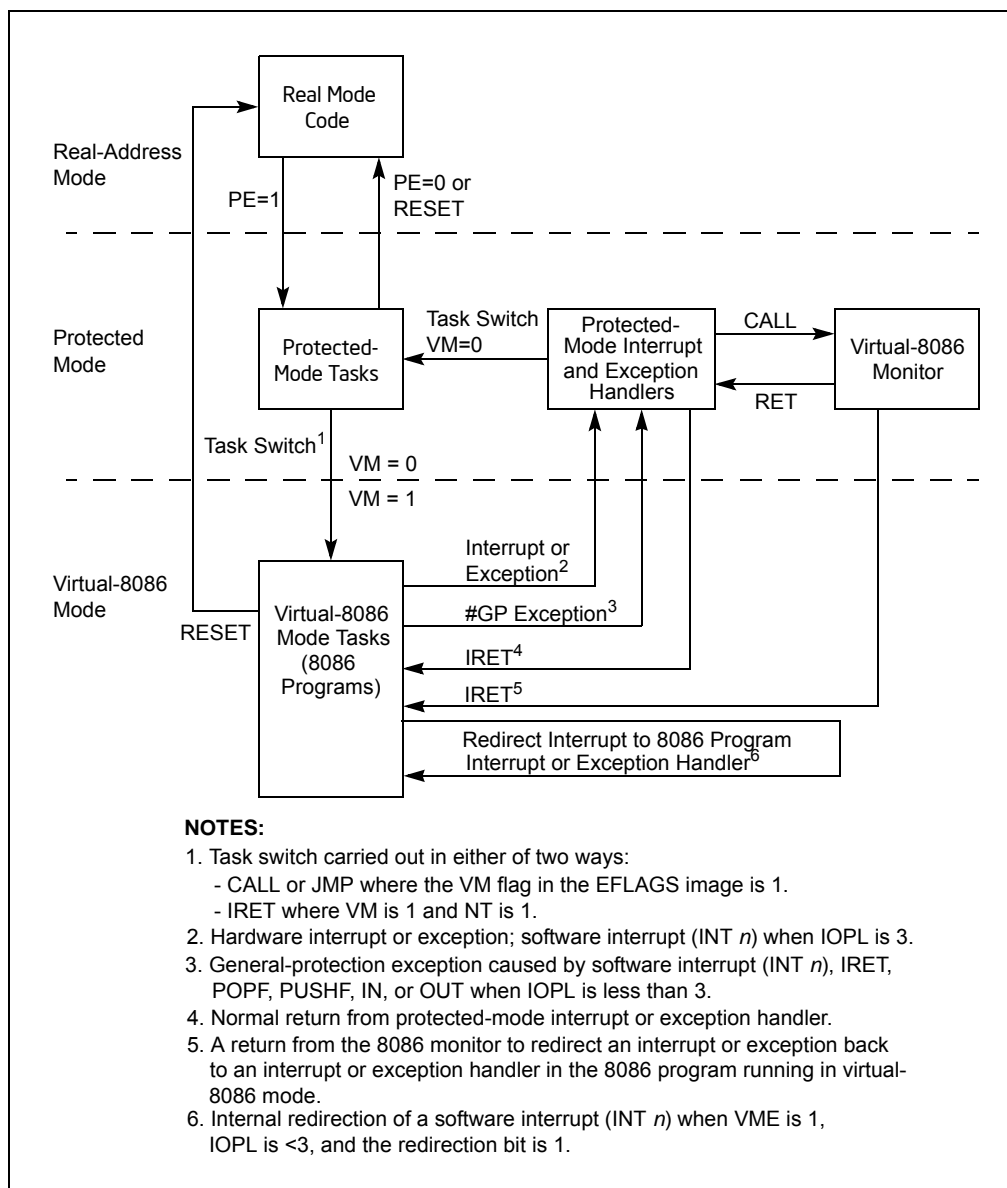 Real Mode
Code
Real-Address
Mode
PE=1
PE=0 or
RESET
Protected
Mode
Protected-
Mode Tasks
Task Switch
VM=0
Protected-
Mode Interrupt
and Exception
Handlers
CALL
RET
Virtual-8086
Monitor
Task Switch1
VM = 0
VM = 1
Virtual-8086
Mode
RESET
Virtual-8086
Mode Tasks
(8086
Programs)
Interrupt or
Exception2
#GP Exception3
IRET4
IRET5
Redirect Interrupt to 8086 Program
Interrupt or Exception Handler6
NOTES:
1. Task switch carried out in either of two ways:
- CALL or JMP where the VM flag in the EFLAGS image is 1.
- IRET where VM is 1 and NT is 1.
2. Hardware interrupt or exception; software interrupt (INT n) when IOPL is 3.
3. General-protection exception caused by software interrupt (INT n), IRET,
POPF, PUSHF, IN, or OUT when IOPL is less than 3.
4. Normal return from protected-mode interrupt or exception handler.
5. A return from the 8086 monitor to redirect an interrupt or exception back
to an interrupt or exception handler in the 8086 program running in virtual-
8086 mode.
6. Internal redirection of a software interrupt (INT n) when VME is 1,
IOPL is <3, and the redirection bit is 1.